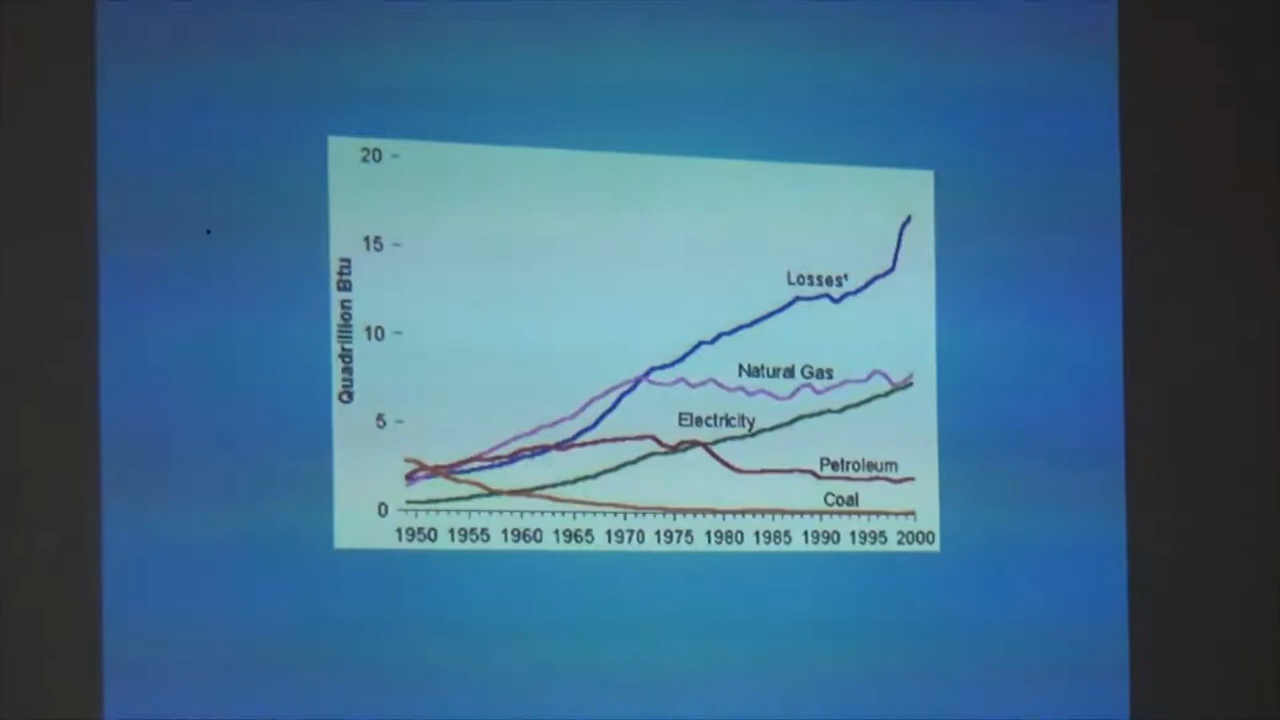 20
15
10
5
0
Quadrillion Btu
Losses¹
Natural Gas
Electricity
Petroleum
Coal
1950 1955 1960 1965 1970 1975 1980 1985 1990 1995 2000